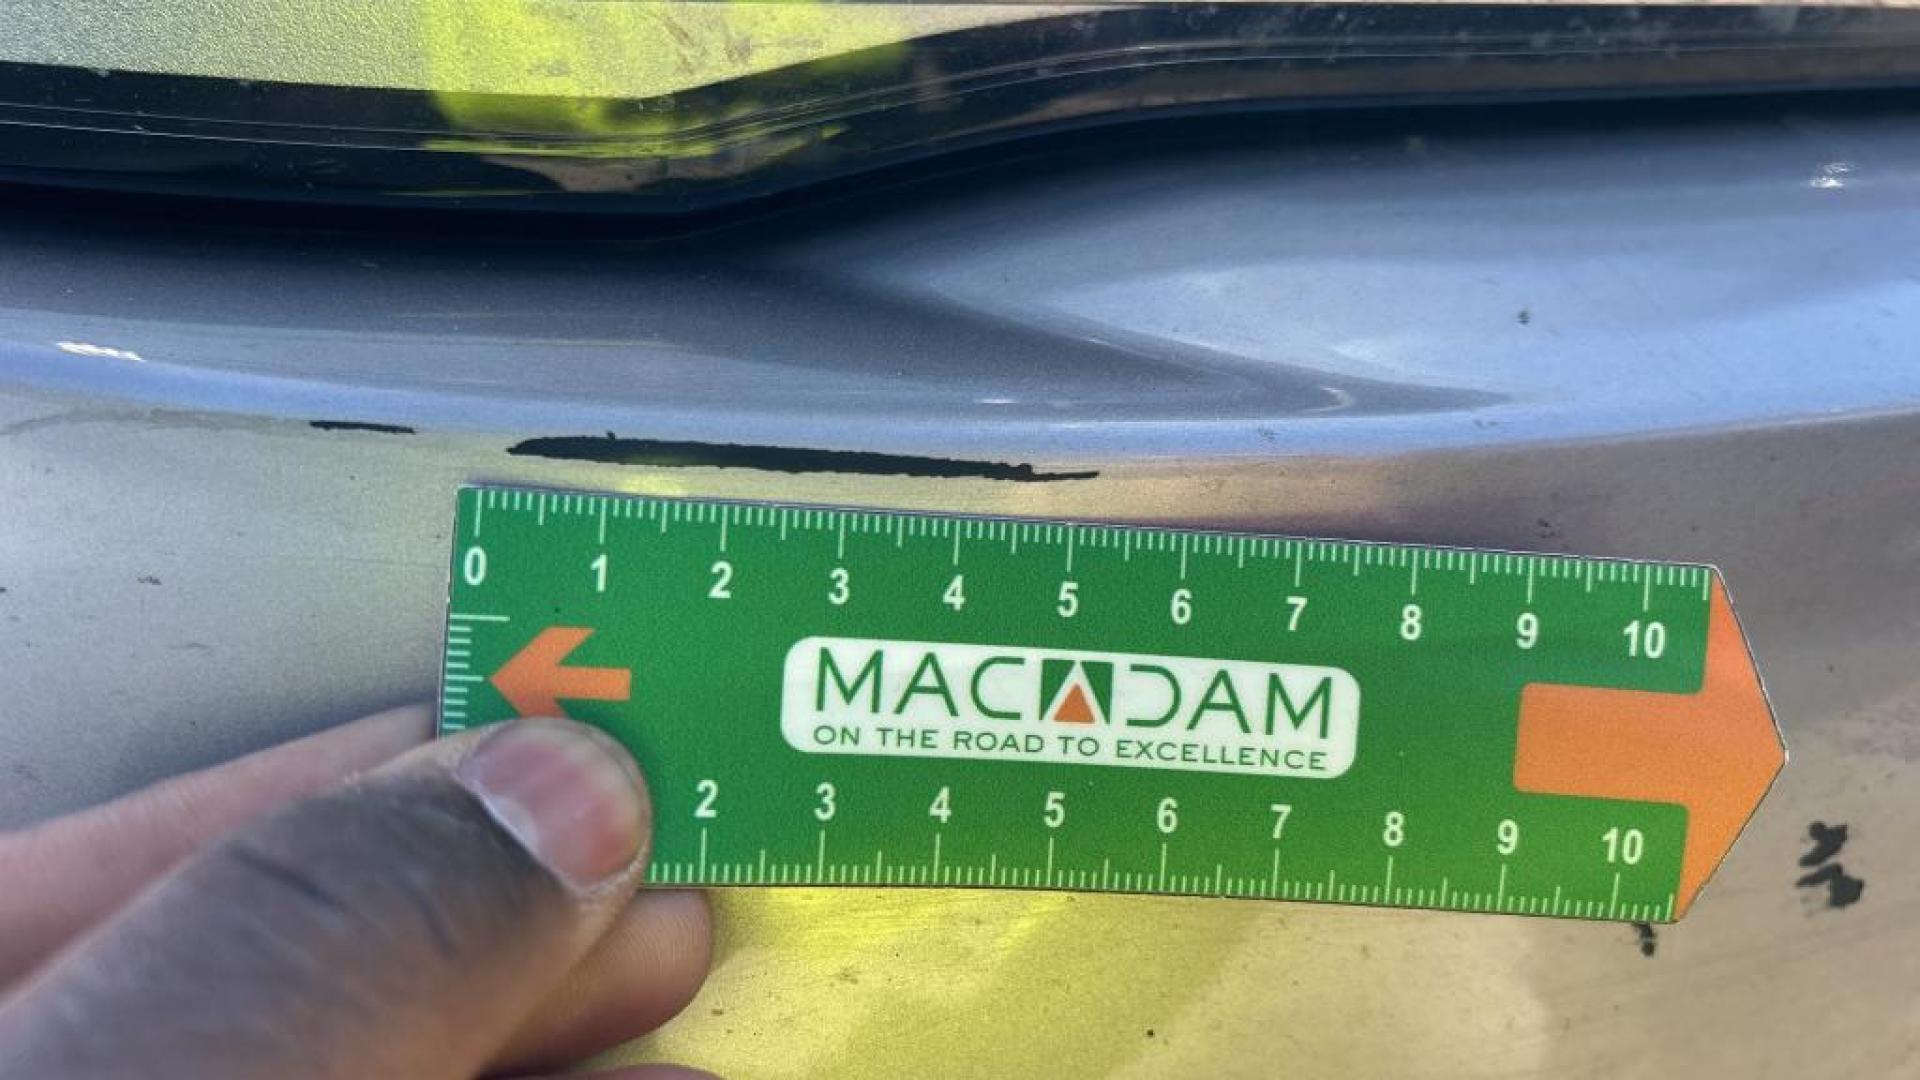 0 1 2 3 4 5 6 7 8 9 10
MACADAM
ON THE ROAD TO EXCELLENCE
2 3 4 5 6 7 8 9 10